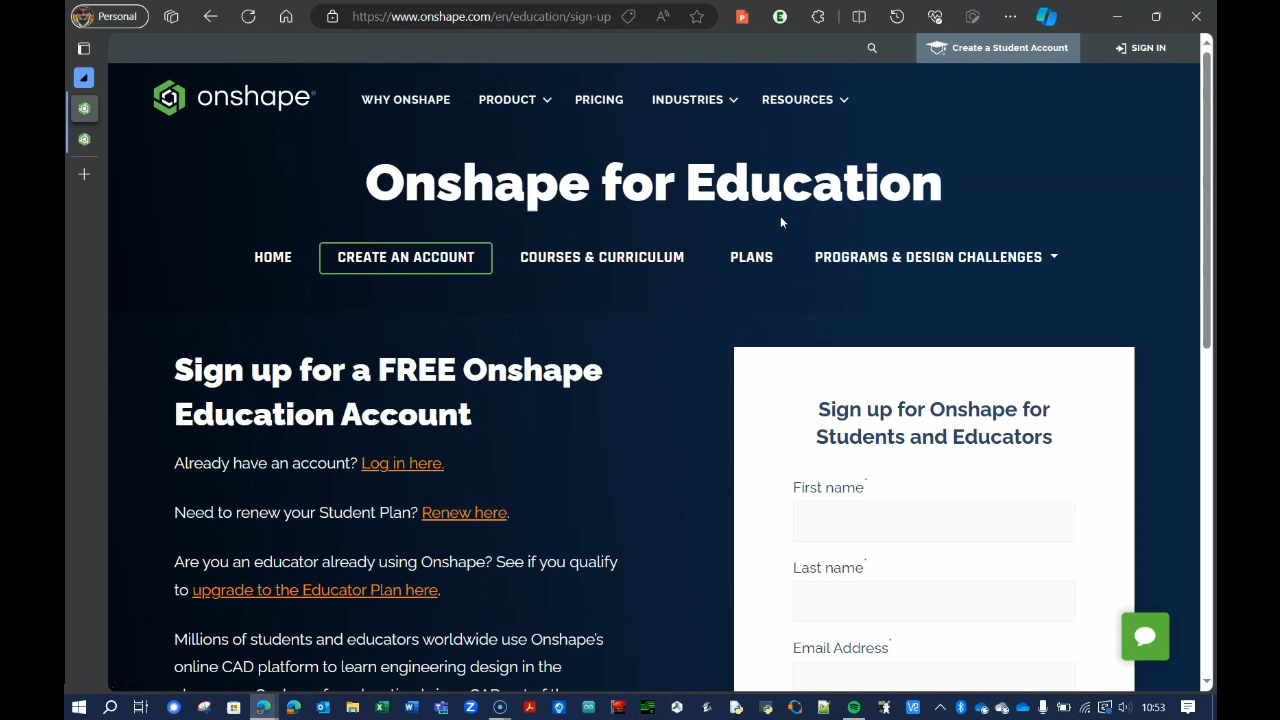 Personal
https://www.onshape.com/en/education/sign-up
Create a Student Account
SIGN IN
onshape
WHY ONSHAPE
PRODUCT
PRICING
INDUSTRIES
RESOURCES
Onshape for Education
HOME
CREATE AN ACCOUNT
COURSES & CURRICULUM
PLANS
PROGRAMS & DESIGN CHALLENGES
Sign up for a FREE Onshape
Education Account
Already have an account? Log in here.
Need to renew your Student Plan? Renew here.
Are you an educator already using Onshape? See if you qualify
to upgrade to the Educator Plan here.
Millions of students and educators worldwide use Onshape's
online CAD platform to learn engineering design in the
Sign up for Onshape for
Students and Educators
First name*
Last name*
Email Address*
10:53